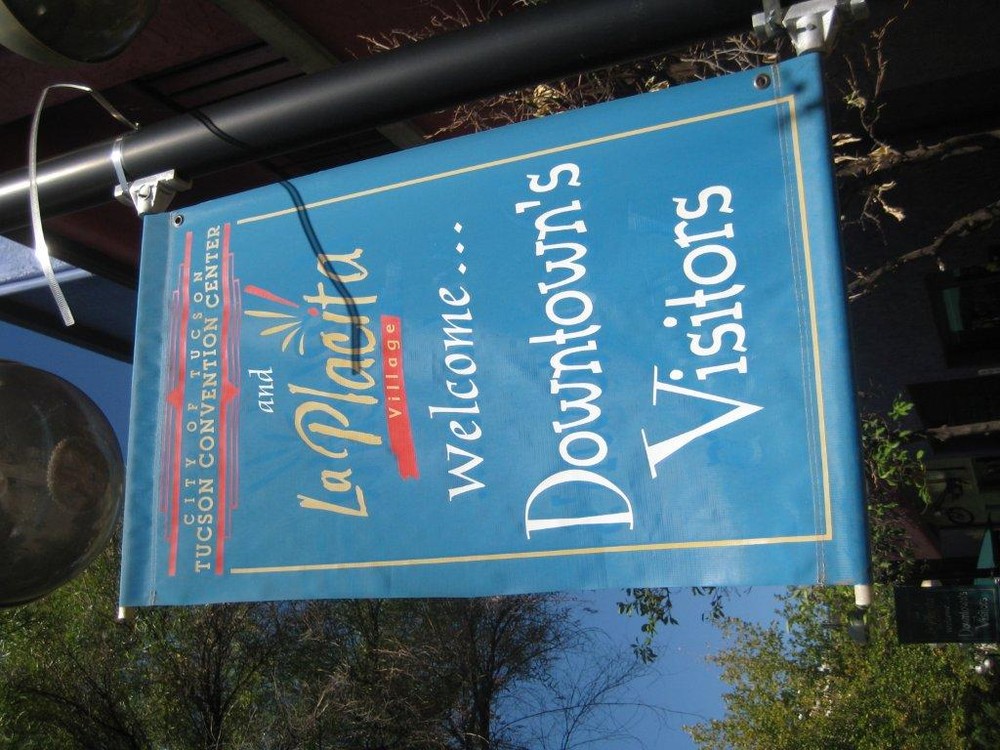 CITY OF TUCSON
TUCSON CONVENTION CENTER
and
La Placita
Village
welcome...
Downtown's
Visitors